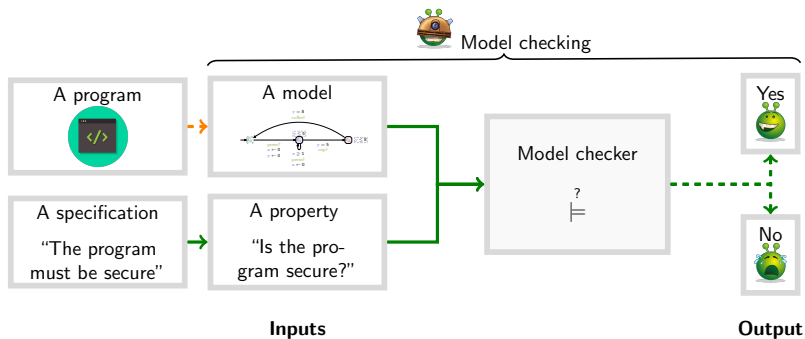 Model checking
A program
</>
A model
Yes
Model checker
?
⊨
A specification
“The program
must be secure”
A property
“Is the pro-
gram secure?”
No
Inputs
Output